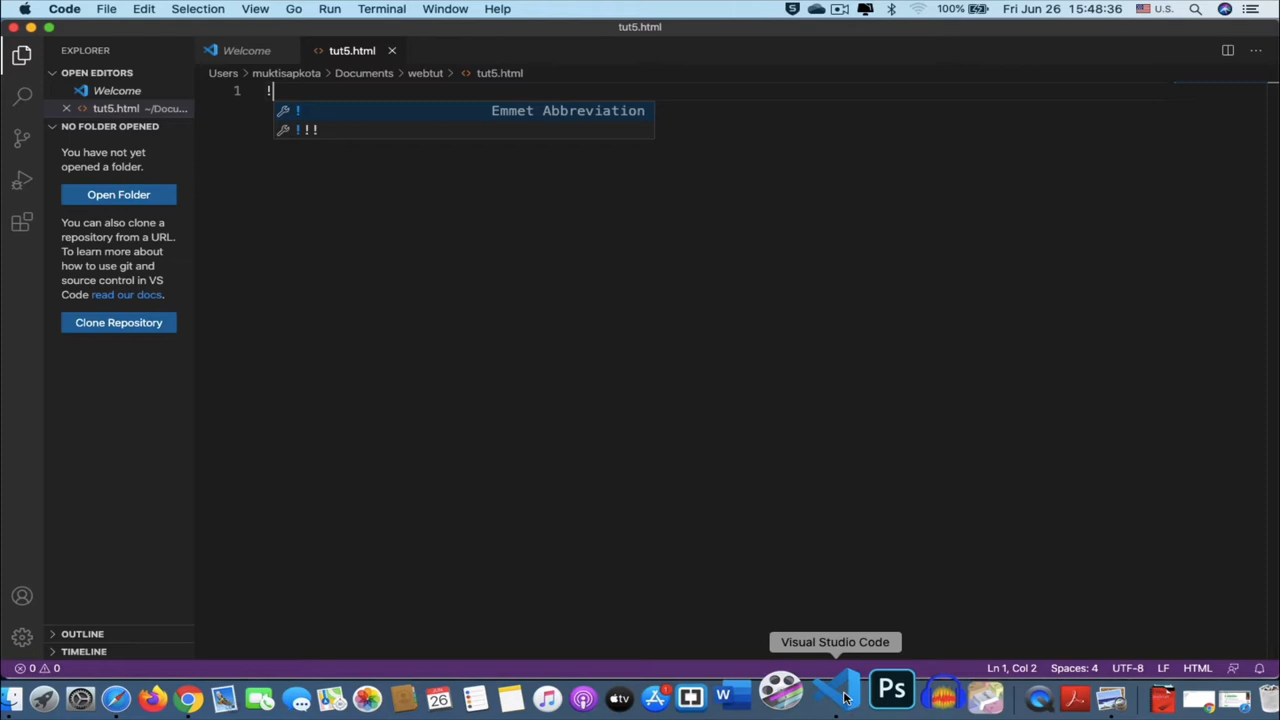 Code File Edit Selection View Go Run Terminal Window Help 100% Fri Jun 26 15:48:36 U.S.
tut5.html
EXPLORER
Welcome
tut5.html
OPEN EDITORS
Welcome
tut5.html ~/Docu...
NO FOLDER OPENED
You have not yet
opened a folder.
Open Folder
You can also clone a
repository from a URL.
To learn more about
how to use git and
source control in VS
Code read our docs.
Clone Repository
OUTLINE
TIMELINE
Users > muktisapkota > Documents > webtut > tut5.html
1 !
! Emmet Abbreviation
!!!
Visual Studio Code
0 0 Ln 1, Col 2 Spaces: 4 UTF-8 LF HTML
26 tv W Ps